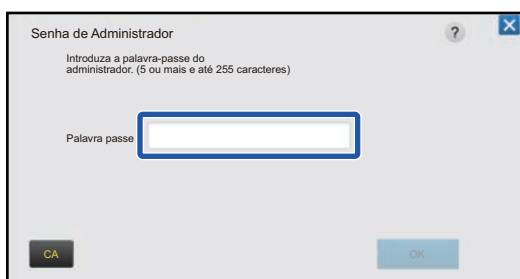 Senha de Administrador
?
Introduza a palavra-passe do
administrador. (5 ou mais e até 255 caracteres)
Palavra passe
CA
OK